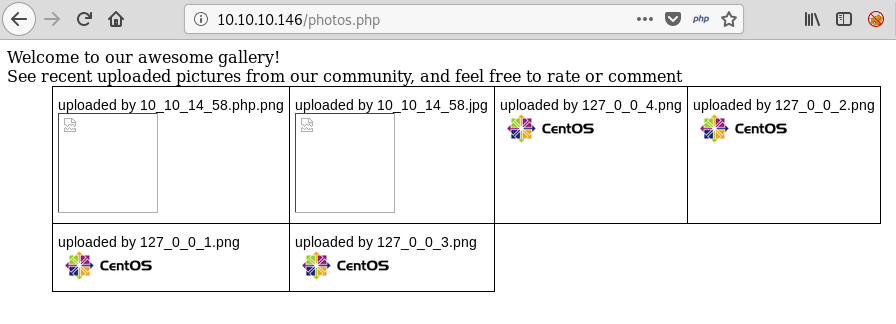 10.10.10.146/photos.php
php
Welcome to our awesome gallery!
See recent uploaded pictures from our community, and feel free to rate or comment
uploaded by 10_10_14_58.php.png
uploaded by 10_10_14_58.jpg
uploaded by 127_0_0_4.png
uploaded by 127_0_0_2.png
CentOS
CentOS
uploaded by 127_0_0_1.png
uploaded by 127_0_0_3.png
CentOS
CentOS